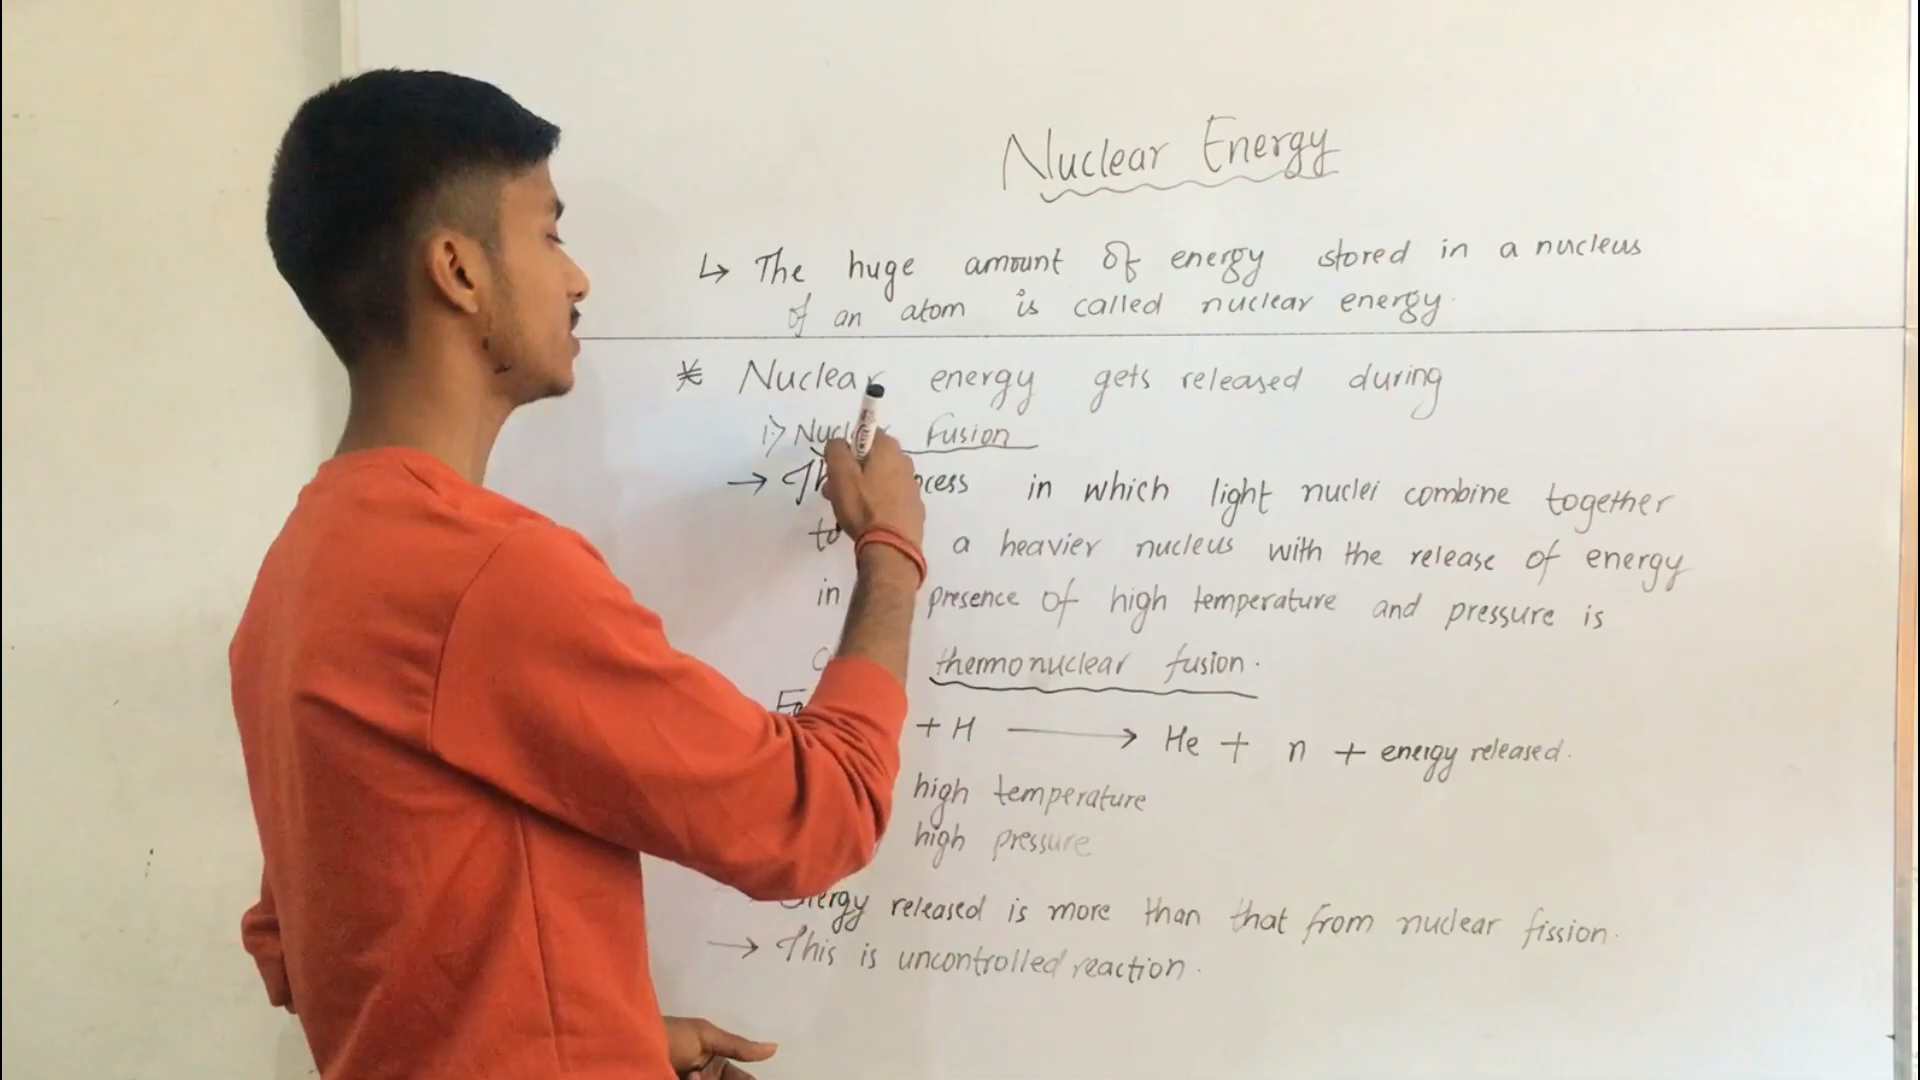 Nuclear Energy
↳ The huge amount of energy stored in a nucleus
of an atom is called nuclear energy.
* Nuclear energy gets released during
i) Fusion
→ in which light nuclei combine together
to a heavier nucleus with the release of energy
in presence of high temperature and pressure is
thermonuclear fusion.
+ H ⟶ He + n + energy released.
high temperature
high pressure
released is more than that from nuclear fission.
→ This is uncontrolled reaction.